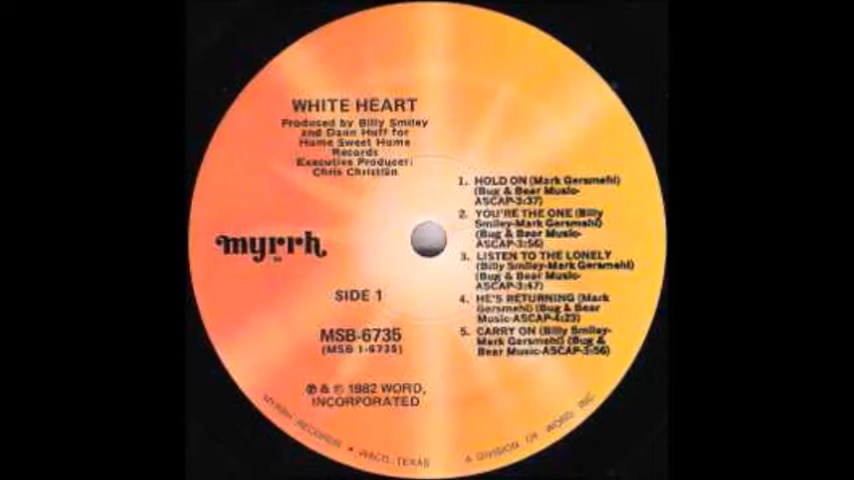 WHITE HEART
Produced by Billy Smiley
and Dann Huff for
Home Sweet Home
Records
Executive Producer:
Chris Christian
myrrh
SIDE 1
MSB-6735
(MSB 1-6735)
℗ & © 1982 WORD,
INCORPORATED
1. HOLD ON (Mark Gersmehl)
(Bug & Bear Music-
ASCAP-3:37)
2. YOU'RE THE ONE (Billy
Smiley-Mark Gersmehl)
(Bug & Bear Music-
ASCAP-3:56)
3. LISTEN TO THE LONELY
(Billy Smiley-Mark Gersmehl)
(Bug & Bear Music-
ASCAP-3:47)
4. HE'S RETURNING (Mark
Gersmehl) (Bug & Bear
Music-ASCAP-4:23)
5. CARRY ON (Billy Smiley-
Mark Gersmehl) (Bug &
Bear Music-ASCAP-3:56)
MYRRH RECORDS • WACO, TEXAS A DIVISION OF WORD, INC.